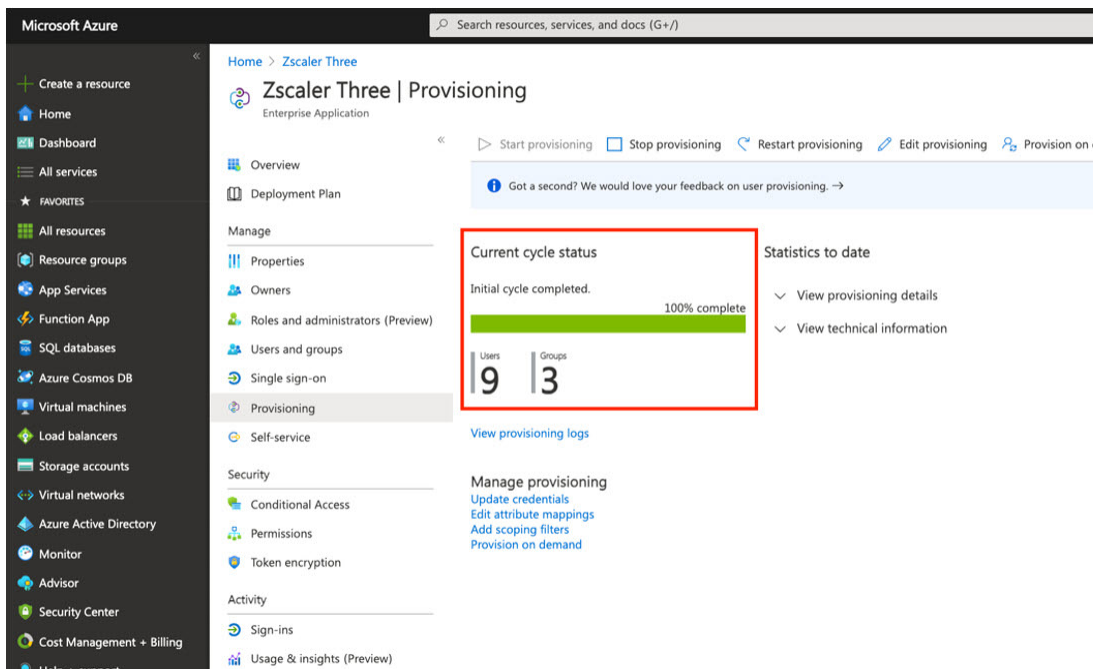 Microsoft Azure
Search resources, services, and docs (G+/)
«
Create a resource
Home
Dashboard
All services
FAVORITES
All resources
Resource groups
App Services
Function App
SQL databases
Azure Cosmos DB
Virtual machines
Load balancers
Storage accounts
Virtual networks
Azure Active Directory
Monitor
Advisor
Security Center
Cost Management + Billing
Home > Zscaler Three
Zscaler Three | Provisioning
Enterprise Application
«
Overview
Deployment Plan
Manage
Properties
Owners
Roles and administrators (Preview)
Users and groups
Single sign-on
Provisioning
Self-service
Security
Conditional Access
Permissions
Token encryption
Activity
Sign-ins
Usage & insights (Preview)
Start provisioning Stop provisioning Restart provisioning Edit provisioning Provision on
Got a second? We would love your feedback on user provisioning. →
Current cycle status
Initial cycle completed.
100% complete
Users Groups
9 3
View provisioning logs
Manage provisioning
Update credentials
Edit attribute mappings
Add scoping filters
Provision on demand
Statistics to date
View provisioning details
View technical information